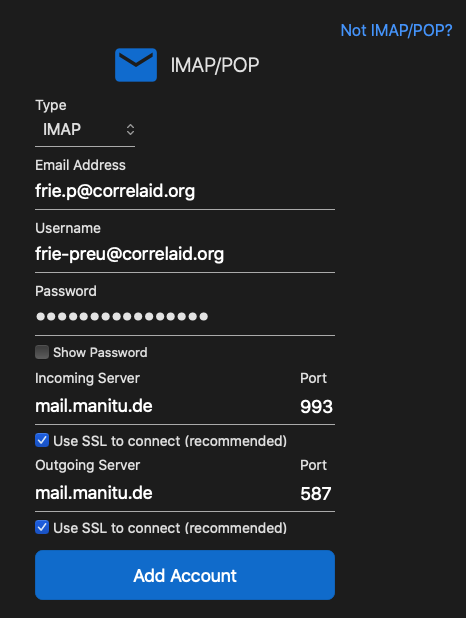 Not IMAP/POP?
IMAP/POP
Type
IMAP
Email Address
frie.p@correlaid.org
Username
frie-preu@correlaid.org
Password
Show Password
Incoming Server Port
mail.manitu.de 993
Use SSL to connect (recommended)
Outgoing Server Port
mail.manitu.de 587
Use SSL to connect (recommended)
Add Account